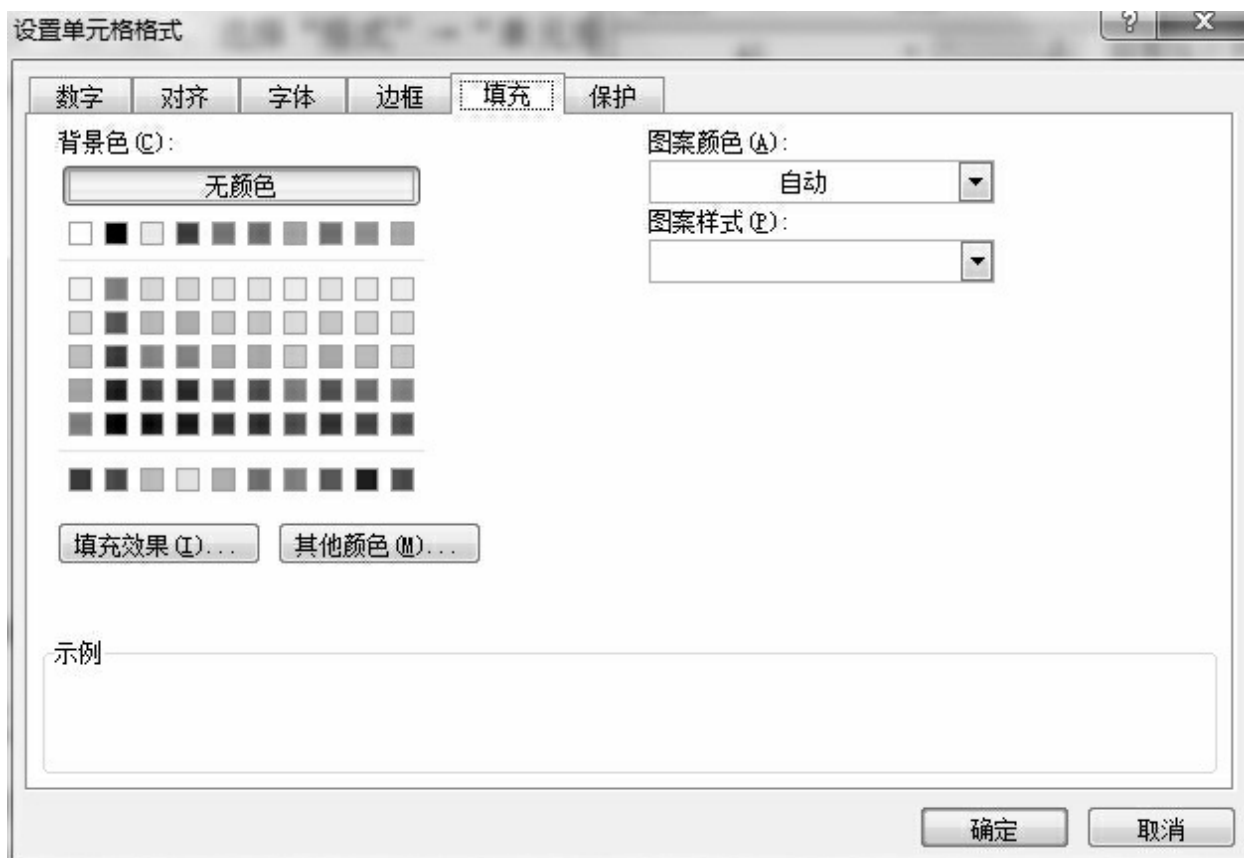 设置单元格格式
数字 对齐 字体 边框 填充 保护
背景色(C):
无颜色
图案颜色(A):
自动
图案样式(P):
填充效果(I)...
其他颜色(M)...
示例
确定 取消